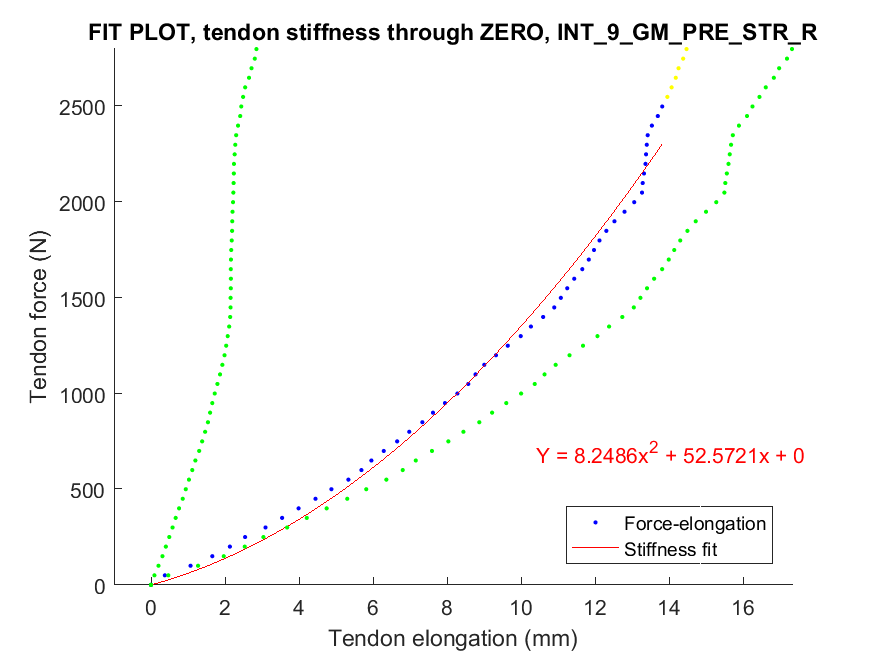 FIT PLOT, tendon stiffness through ZERO, INT_9_GM_PRE_STR_R
2500
2000
1500
1000
500
0
Tendon force (N)
Y = 8.2486x² + 52.5721x + 0
Force-elongation
Stiffness fit
0 2 4 6 8 10 12 14 16
Tendon elongation (mm)